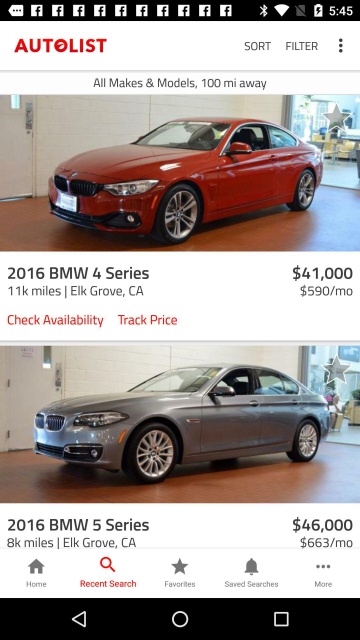 5:45
AUTOLIST SORT FILTER
All Makes & Models, 100 mi away
2016 BMW 4 Series $41,000
11k miles | Elk Grove, CA $590/mo
Check Availability Track Price
2016 BMW 5 Series $46,000
8k miles | Elk Grove, CA $663/mo
Home Recent Search Favorites Saved Searches More